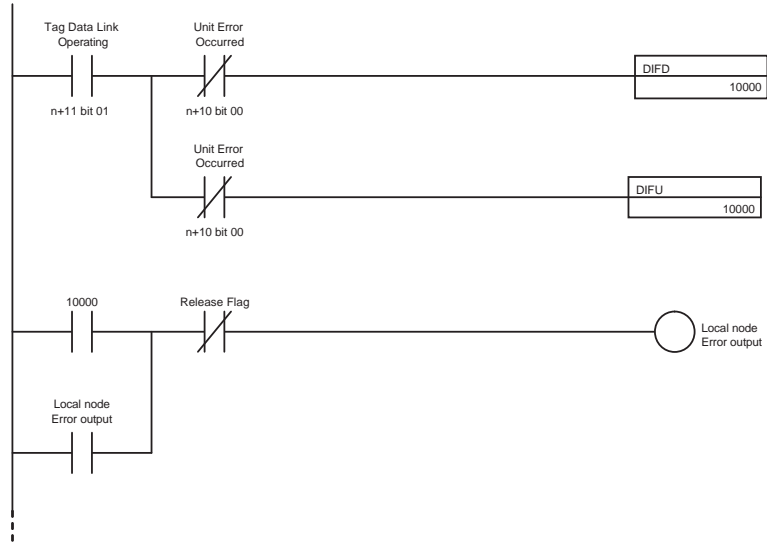 Tag Data Link
Operating
Unit Error
Occurred
DIFD
10000
n+11 bit 01
n+10 bit 00
Unit Error
Occurred
DIFU
10000
n+10 bit 00
10000
Release Flag
Local node
Error output
Local node
Error output